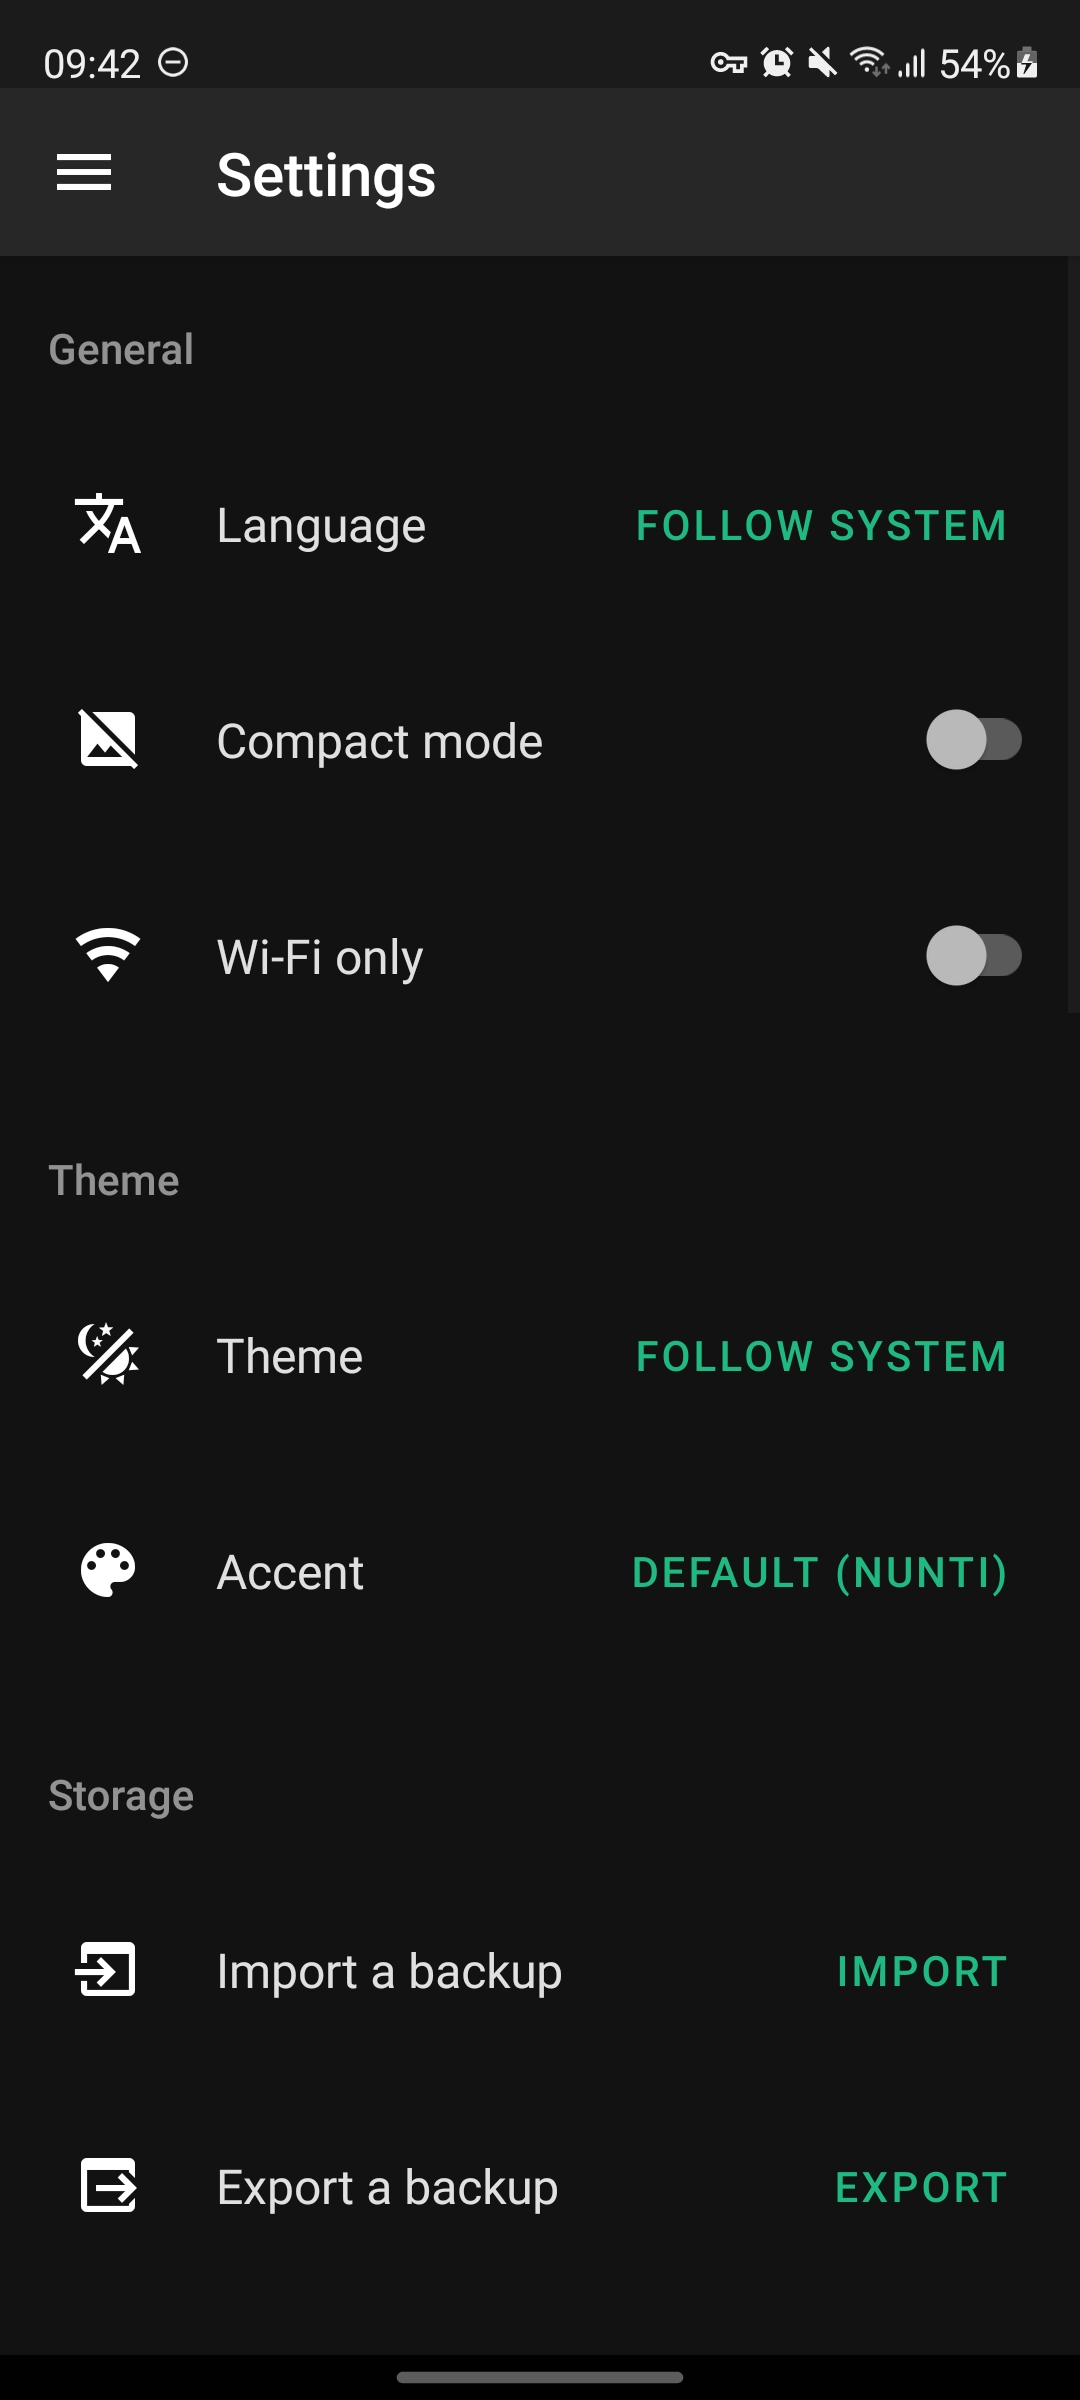 09:42 54%
Settings
General
Language FOLLOW SYSTEM
Compact mode
Wi-Fi only
Theme
Theme FOLLOW SYSTEM
Accent DEFAULT (NUNTI)
Storage
Import a backup IMPORT
Export a backup EXPORT